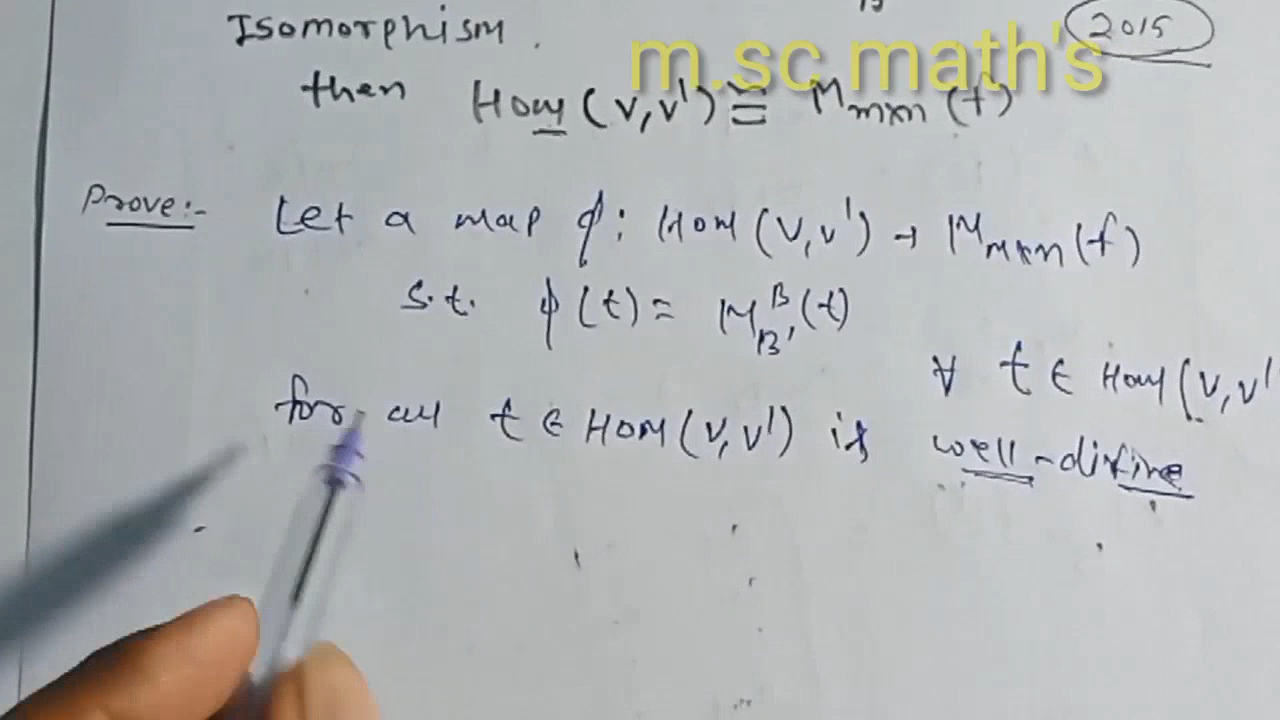 Isomorphism.
2015
m.sc math's
then Hom (V, V') ≅ Mmxn (f)
Prove:- Let a map ϕ: Hom (V, V') → Mmxn (f)
s.t. ϕ (t) = M^B_B' (t)
∀ t ∈ Hom (V, V'
for all t ∈ Hom (V, V') is well-difine